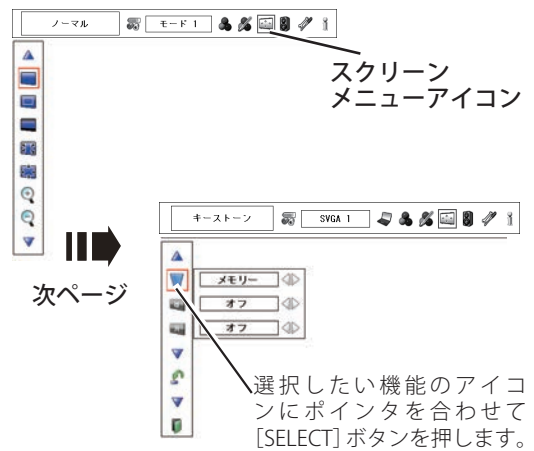 ノーマル モード 1
スクリーン
メニューアイコン
次ページ
キーストーン SVGA 1
メモリー
オフ
オフ
選択したい機能のアイコ
ンにポインタを合わせて
［SELECT］ボタンを押します。